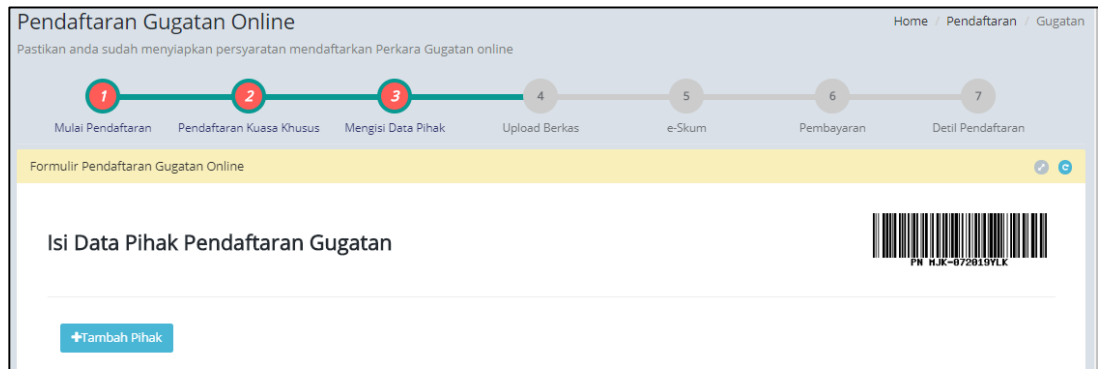 Pendaftaran Gugatan Online
Home / Pendaftaran / Gugatan
Pastikan anda sudah menyiapkan persyaratan mendaftarkan Perkara Gugatan online
1 2 3 4 5 6 7
Mulai Pendaftaran Pendaftaran Kuasa Khusus Mengisi Data Pihak Upload Berkas e-Skum Pembayaran Detil Pendaftaran
Formulir Pendaftaran Gugatan Online
Isi Data Pihak Pendaftaran Gugatan
PN MJK-072019YLK
+Tambah Pihak